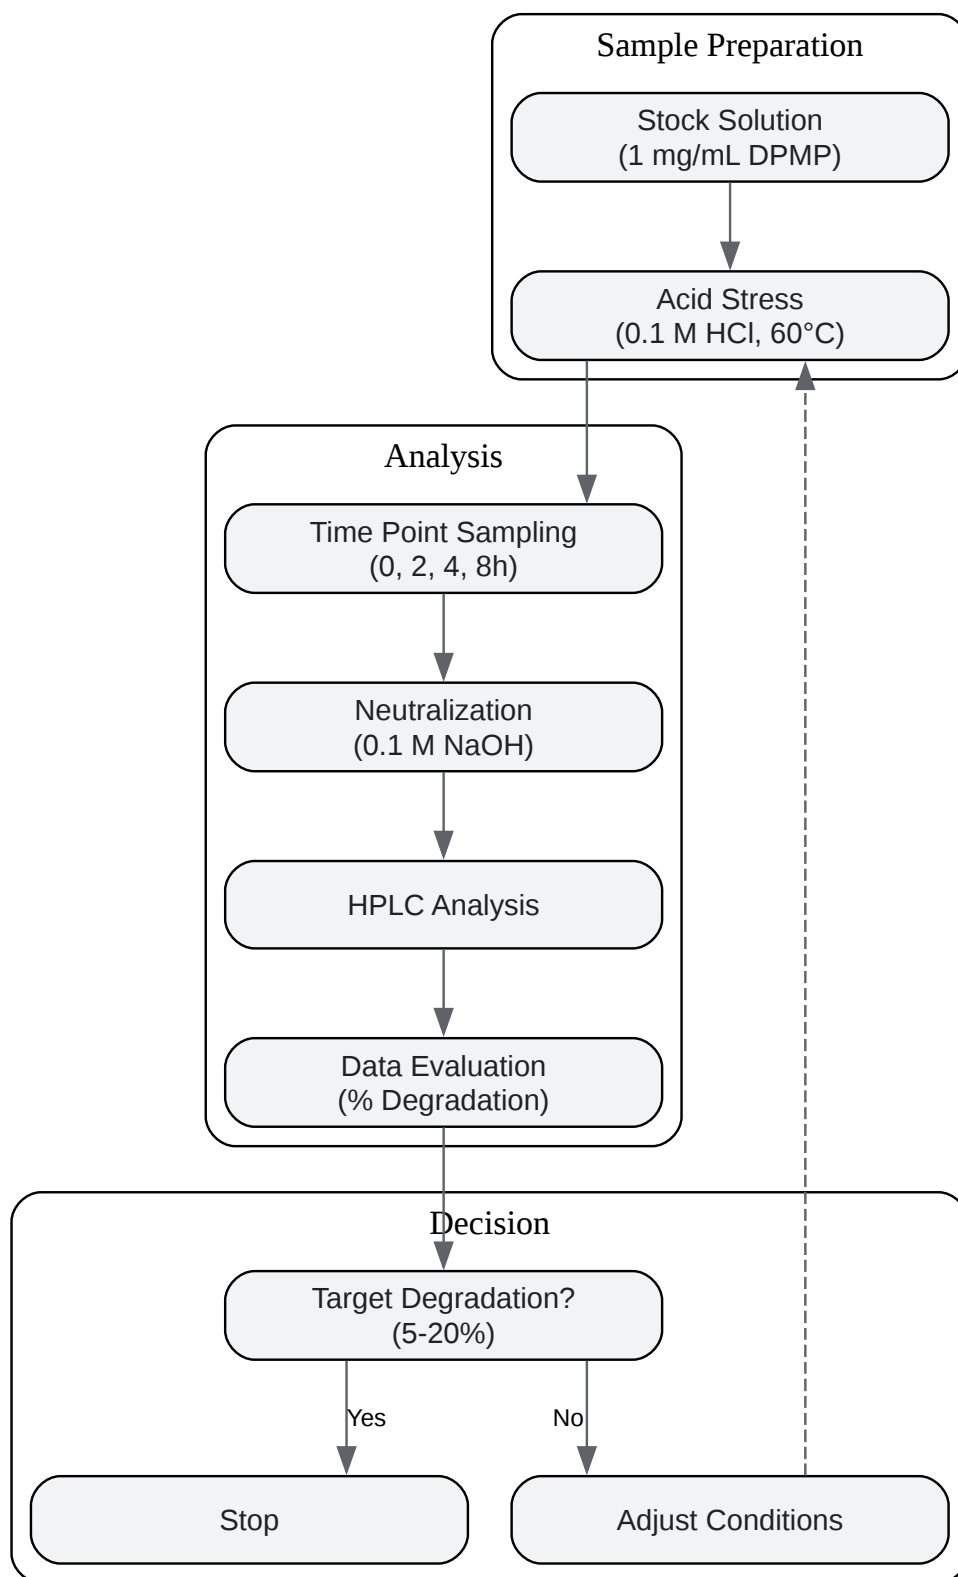 Sample Preparation
Stock Solution
(1 mg/mL DPMP)
Acid Stress
(0.1 M HCl, 60°C)
Analysis
Time Point Sampling
(0, 2, 4, 8h)
Neutralization
(0.1 M NaOH)
HPLC Analysis
Data Evaluation
(% Degradation)
Decision
Target Degradation?
(5-20%)
Yes
No
Stop
Adjust Conditions